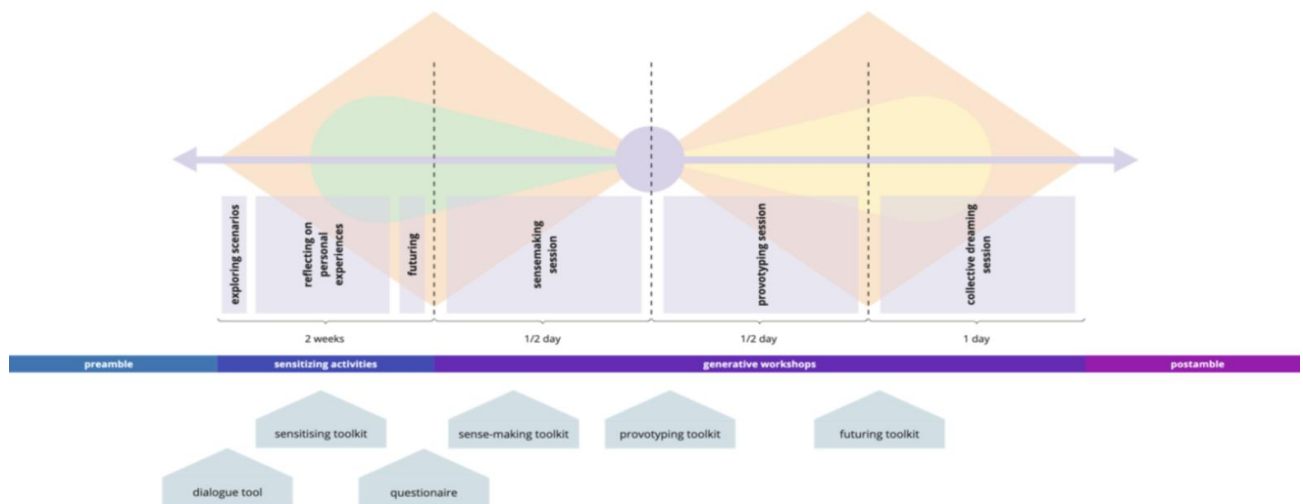 exploring scenarios
reflecting on
personal
experiences
futuring
sensemaking
session
provotyping session
collective dreaming
session
2 weeks
1/2 day
1/2 day
1 day
preamble
sensitizing activities
generative workshops
postamble
sensitising toolkit
sense-making toolkit
provotyping toolkit
futuring toolkit
dialogue tool
questionaire